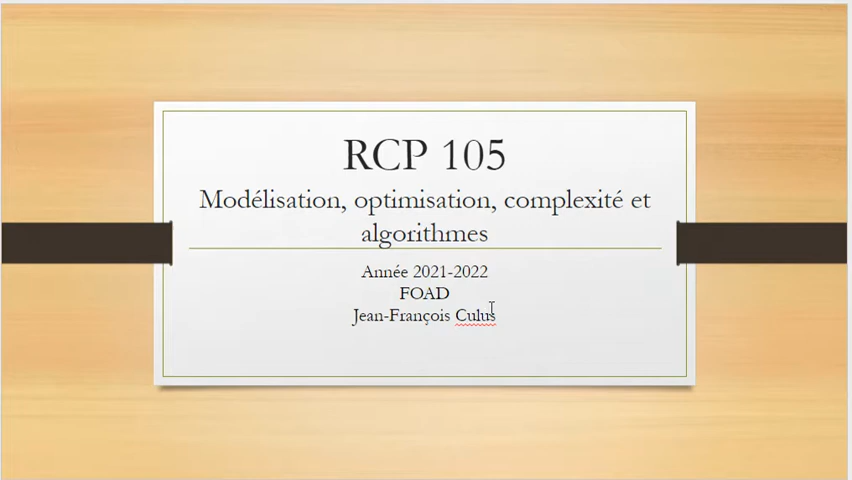 RCP 105
Modélisation, optimisation, complexité et
algorithmes
Année 2021-2022
FOAD
Jean-François Culus